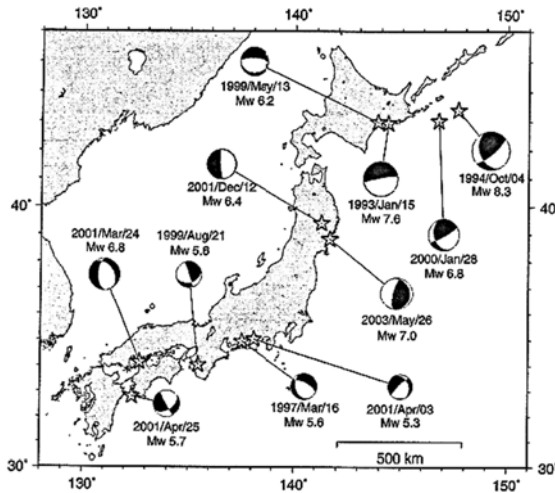 130° 140° 150°
1999/May/13
Mw 6.2
2001/Dec/12
Mw 6.4
1993/Jan/15
Mw 7.6
1994/Oct/04
Mw 8.3
40° 40°
2001/Mar/24
Mw 6.8
1999/Aug/21
Mw 5.6
2000/Jan/28
Mw 6.8
2003/May/26
Mw 7.0
2001/Apr/25
Mw 5.7
1997/Mar/16
Mw 5.6
2001/Apr/03
Mw 5.3
500 km
30° 30°
130° 140° 150°